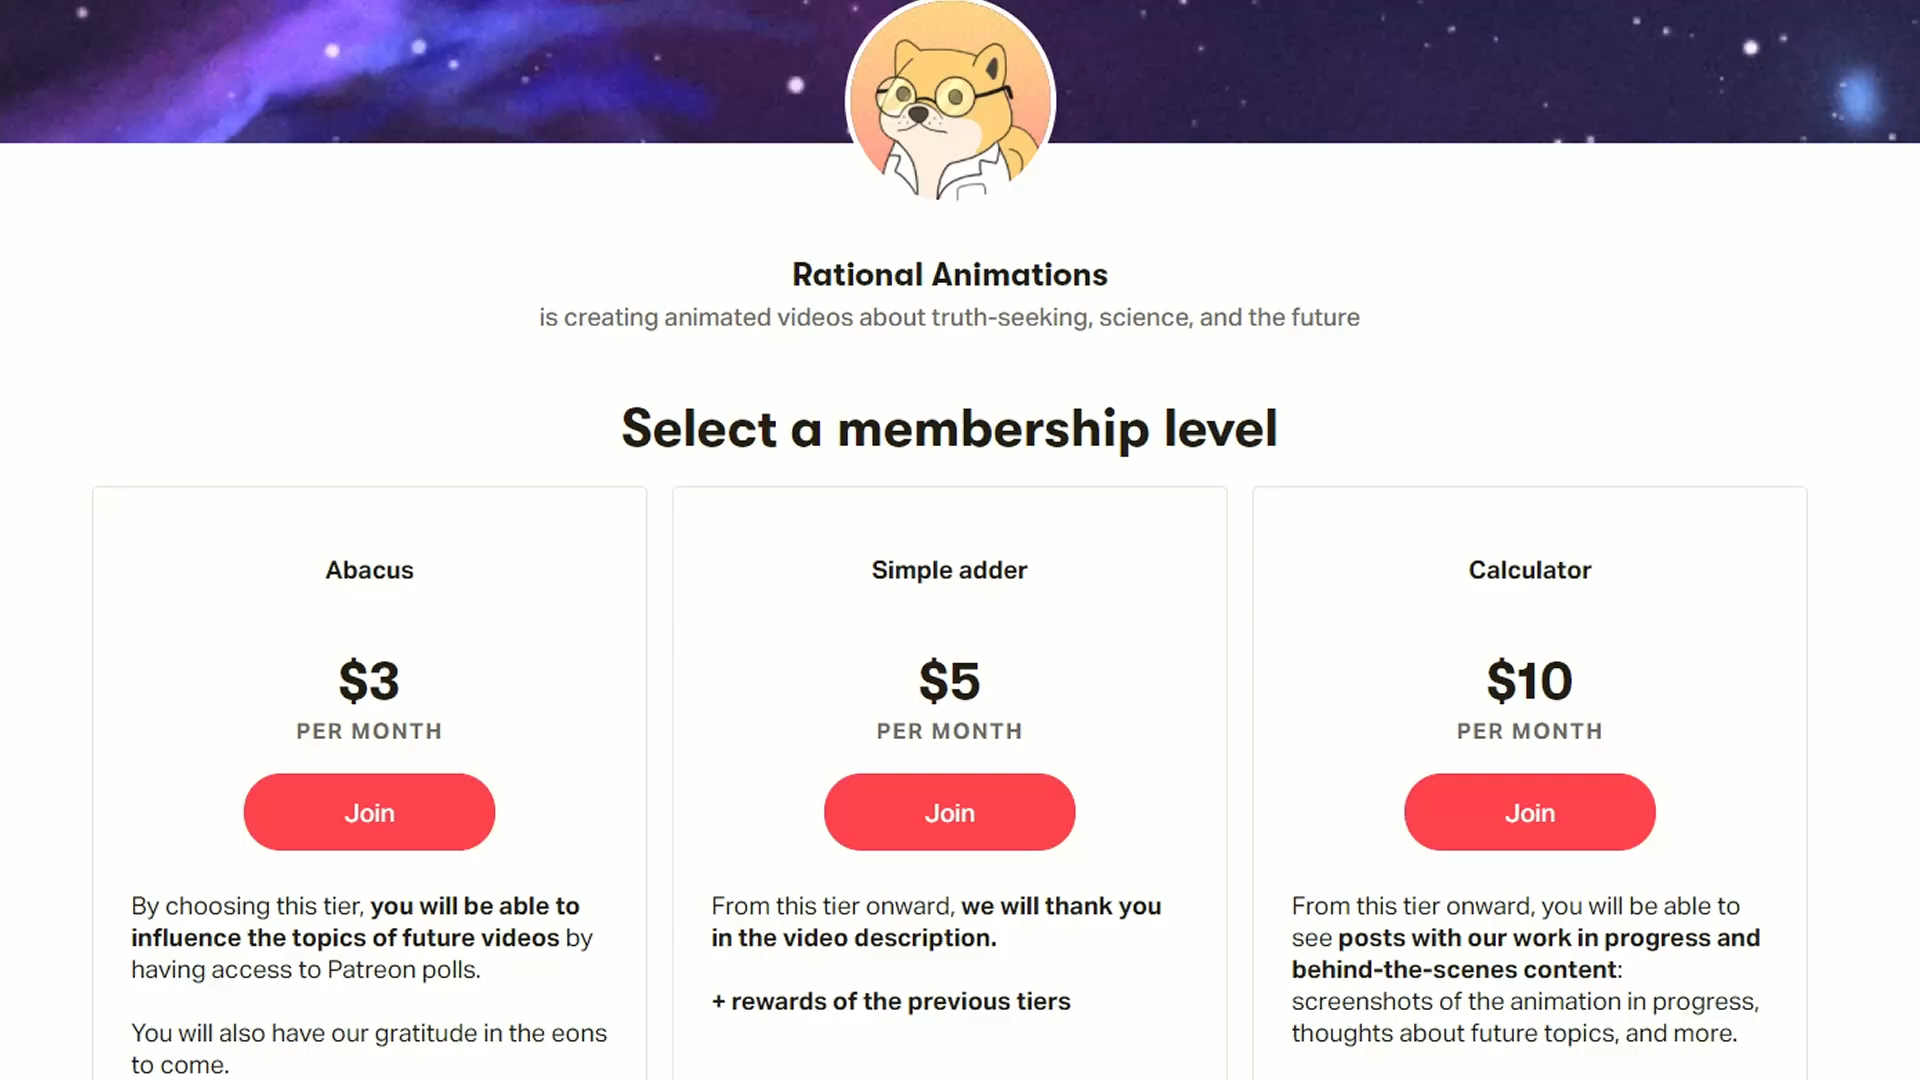 Rational Animations
is creating animated videos about truth-seeking, science, and the future
Select a membership level
Abacus
$3
PER MONTH
Join
By choosing this tier, you will be able to
influence the topics of future videos by
having access to Patreon polls.
You will also have our gratitude in the eons
to come.
Simple adder
$5
PER MONTH
Join
From this tier onward, we will thank you
in the video description.
+ rewards of the previous tiers
Calculator
$10
PER MONTH
Join
From this tier onward, you will be able to
see posts with our work in progress and
behind-the-scenes content:
screenshots of the animation in progress,
thoughts about future topics, and more.